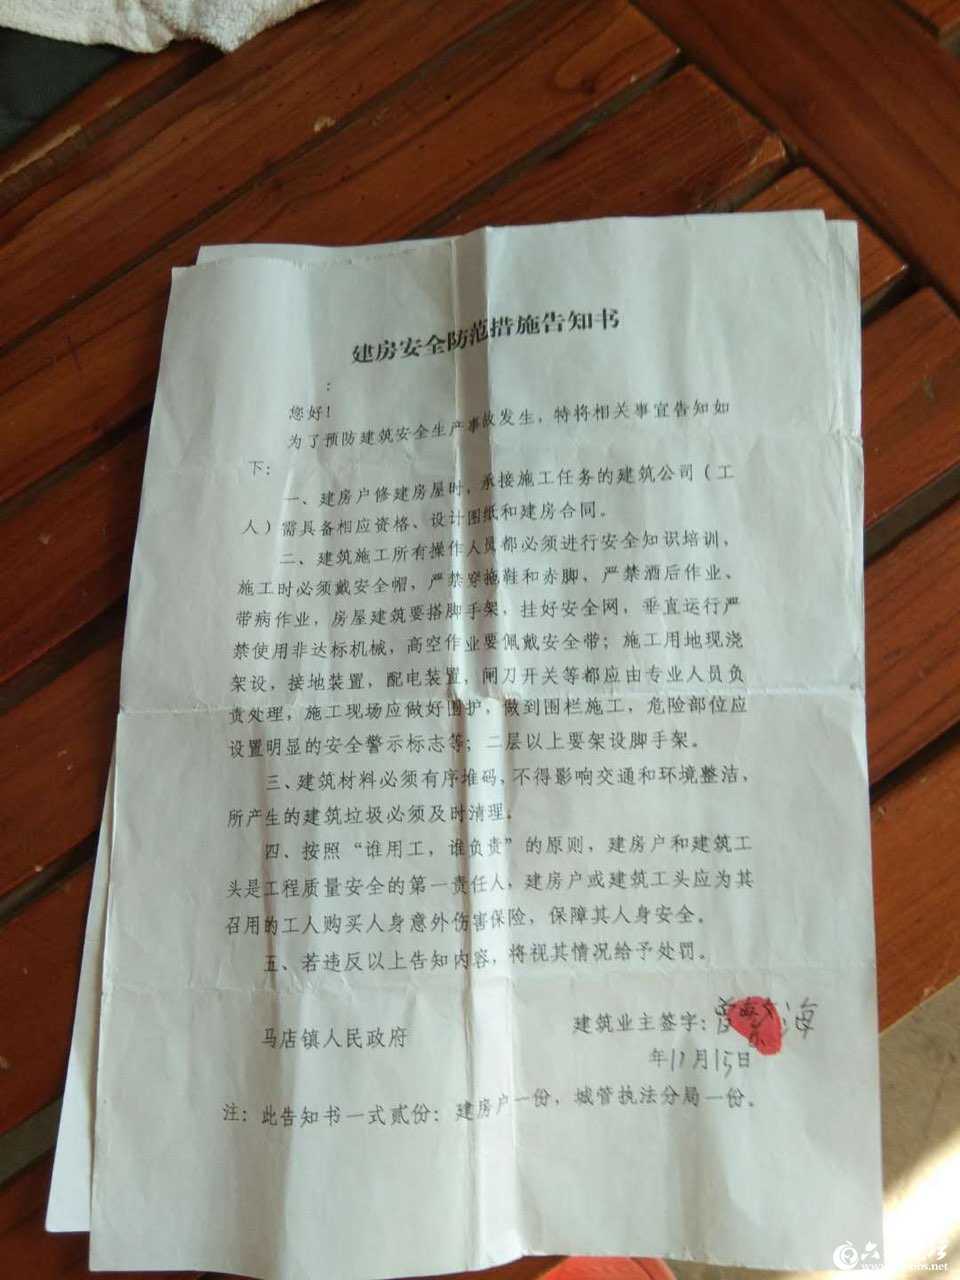 建房安全防范措施告知书
：
您好！
为了预防建筑安全生产事故发生，特将相关事宜告知如
下：
一、建房户修建房屋时，承接施工任务的建筑公司（工
人）需具备相应资格、设计图纸和建房合同。
二、建筑施工所有操作人员都必须进行安全知识培训，
施工时必须戴安全帽，严禁穿拖鞋和赤脚，严禁酒后作业、
带病作业，房屋建筑要搭脚手架，挂好安全网，垂直运行严
禁使用非达标机械，高空作业要佩戴安全带；施工用地现浇
架设，接地装置，配电装置，闸刀开关等都应由专业人员负
责处理，施工现场应做好围护，做到围栏施工，危险部位应
设置明显的安全警示标志等；二层以上要架设脚手架。
三、建筑材料必须有序堆码，不得影响交通和环境整洁，
所产生的建筑垃圾必须及时清理。
四、按照“谁用工，谁负责”的原则，建房户和建筑工
头是工程质量安全的第一责任人，建房户或建筑工头应为其
召用的工人购买人身意外伤害保险，保障其人身安全。
五、若违反以上告知内容，将视其情况给予处罚。
马店镇人民政府
建筑业主签字：海
年11月15日
注：此告知书一式贰份：建房户一份，城管执法分局一份。